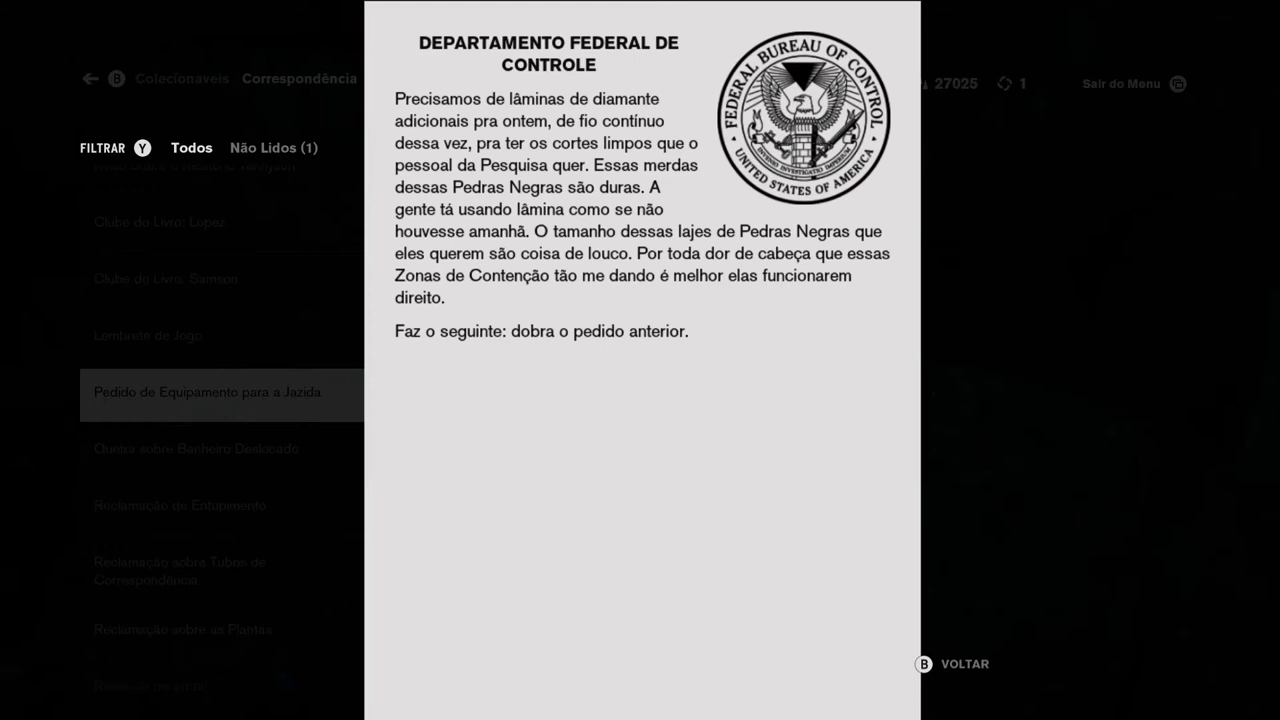 DEPARTAMENTO FEDERAL DE
CONTROLE
FEDERAL BUREAU OF CONTROL
UNITED STATES OF AMERICA
B Colecionaveis Correspondência
27025 1
Sair do Menu
FILTRAR Y Todos Não Lidos (1)
Precisamos de lâminas de diamante
adicionais pra ontem, de fio contínuo
dessa vez, pra ter os cortes limpos que o
pessoal da Pesquisa quer. Essas merdas
dessas Pedras Negras são duras. A
gente tá usando lâmina como se não
houvesse amanhã. O tamanho dessas lajes de Pedras Negras que
eles querem são coisa de louco. Por toda dor de cabeça que essas
Zonas de Contenção tão me dando é melhor elas funcionarem
direito.
Faz o seguinte: dobra o pedido anterior.
Clube do Livro: Lopez
Clube do Livro: Samson
Lembrete de Jogo
Pedido de Equipamento para a Jazida
Queixa sobre Banheiro Deslocado
Reclamação de Entupimento
Reclamação sobre Tubos de
Correspondência
Reclamação sobre as Plantas
B VOLTAR